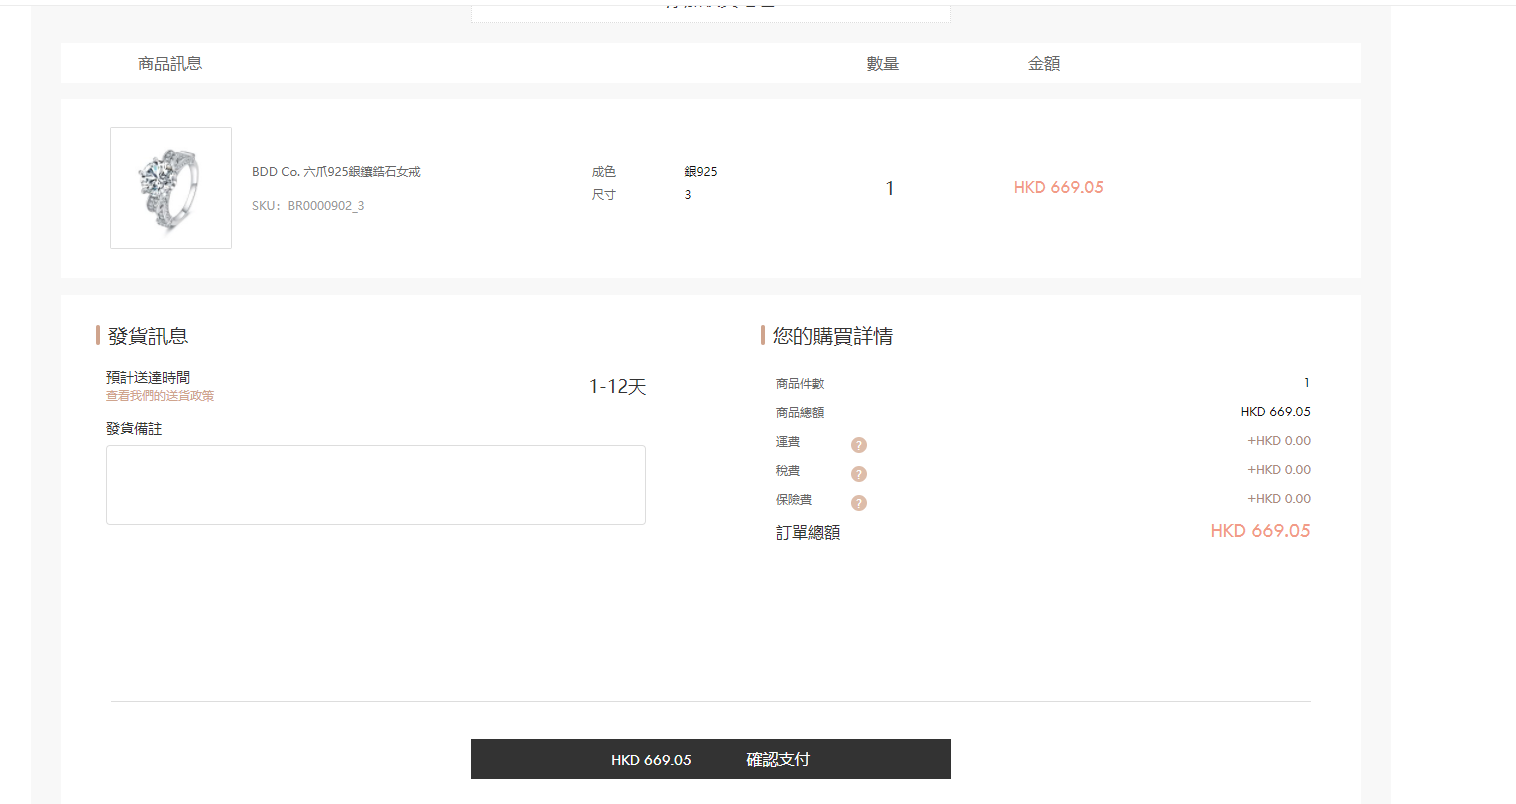 商品訊息 數量 金額
BDD Co. 六爪925銀鑲鋯石女戒
SKU：BR0000902_3
成色 銀925
尺寸 3
1
HKD 669.05
發貨訊息
預計送達時間
查看我們的送货政策
1-12天
發貨備註
您的購買詳情
商品件數 1
商品總額 HKD 669.05
運費 ? +HKD 0.00
稅費 ? +HKD 0.00
保險費 ? +HKD 0.00
訂單總額 HKD 669.05
HKD 669.05 確認支付